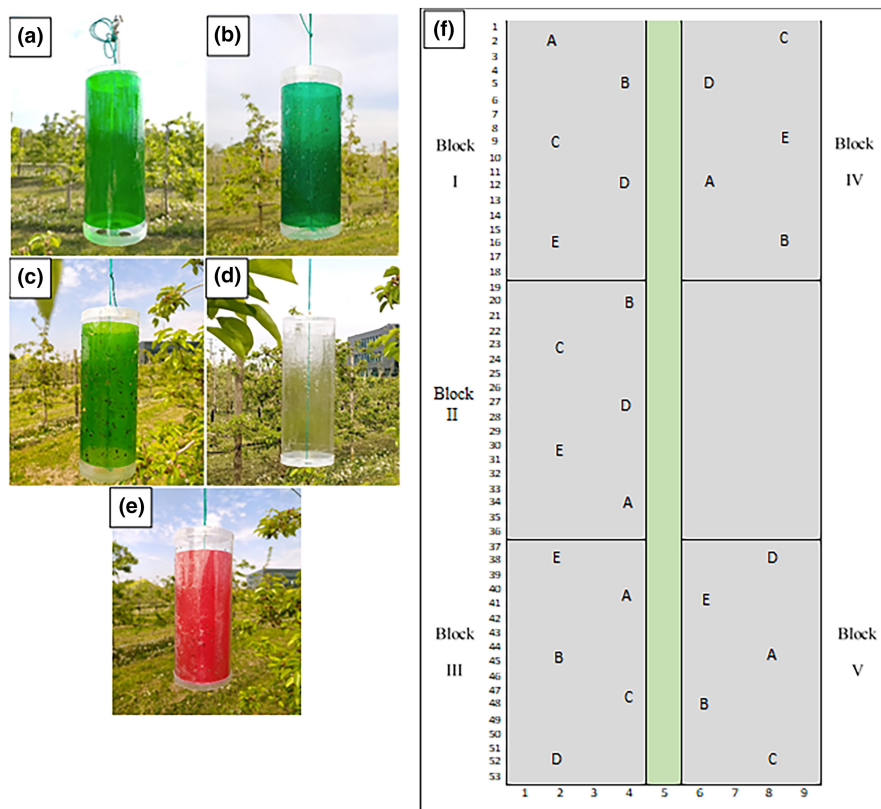 (a)
(b)
(c)
(d)
(e)
(f)
1
2
3
4
5
6
7
8
9
10
11
12
13
14
15
16
17
18
19
20
21
22
23
24
25
26
27
28
29
30
31
32
33
34
35
36
37
38
39
40
41
42
43
44
45
46
47
48
49
50
51
52
53
Block
I
A
B
C
D
E
C
D
E
A
B
Block
IV
Block
II
B
C
D
E
A
Block
III
E
A
B
C
D
D
E
A
B
C
Block
V
1 2 3 4 5 6 7 8 9